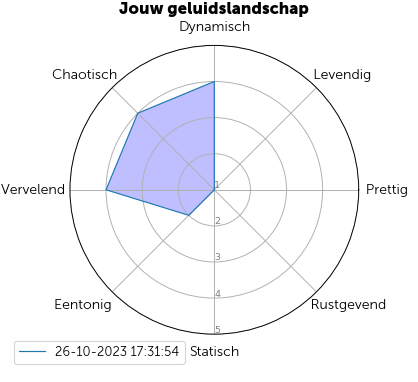 Jouw geluidslandschap
Dynamisch
Chaotisch
Levendig
Vervelend
1
Prettig
2
3
Eentonig
4
Rustgevend
5
26-10-2023 17:31:54
Statisch